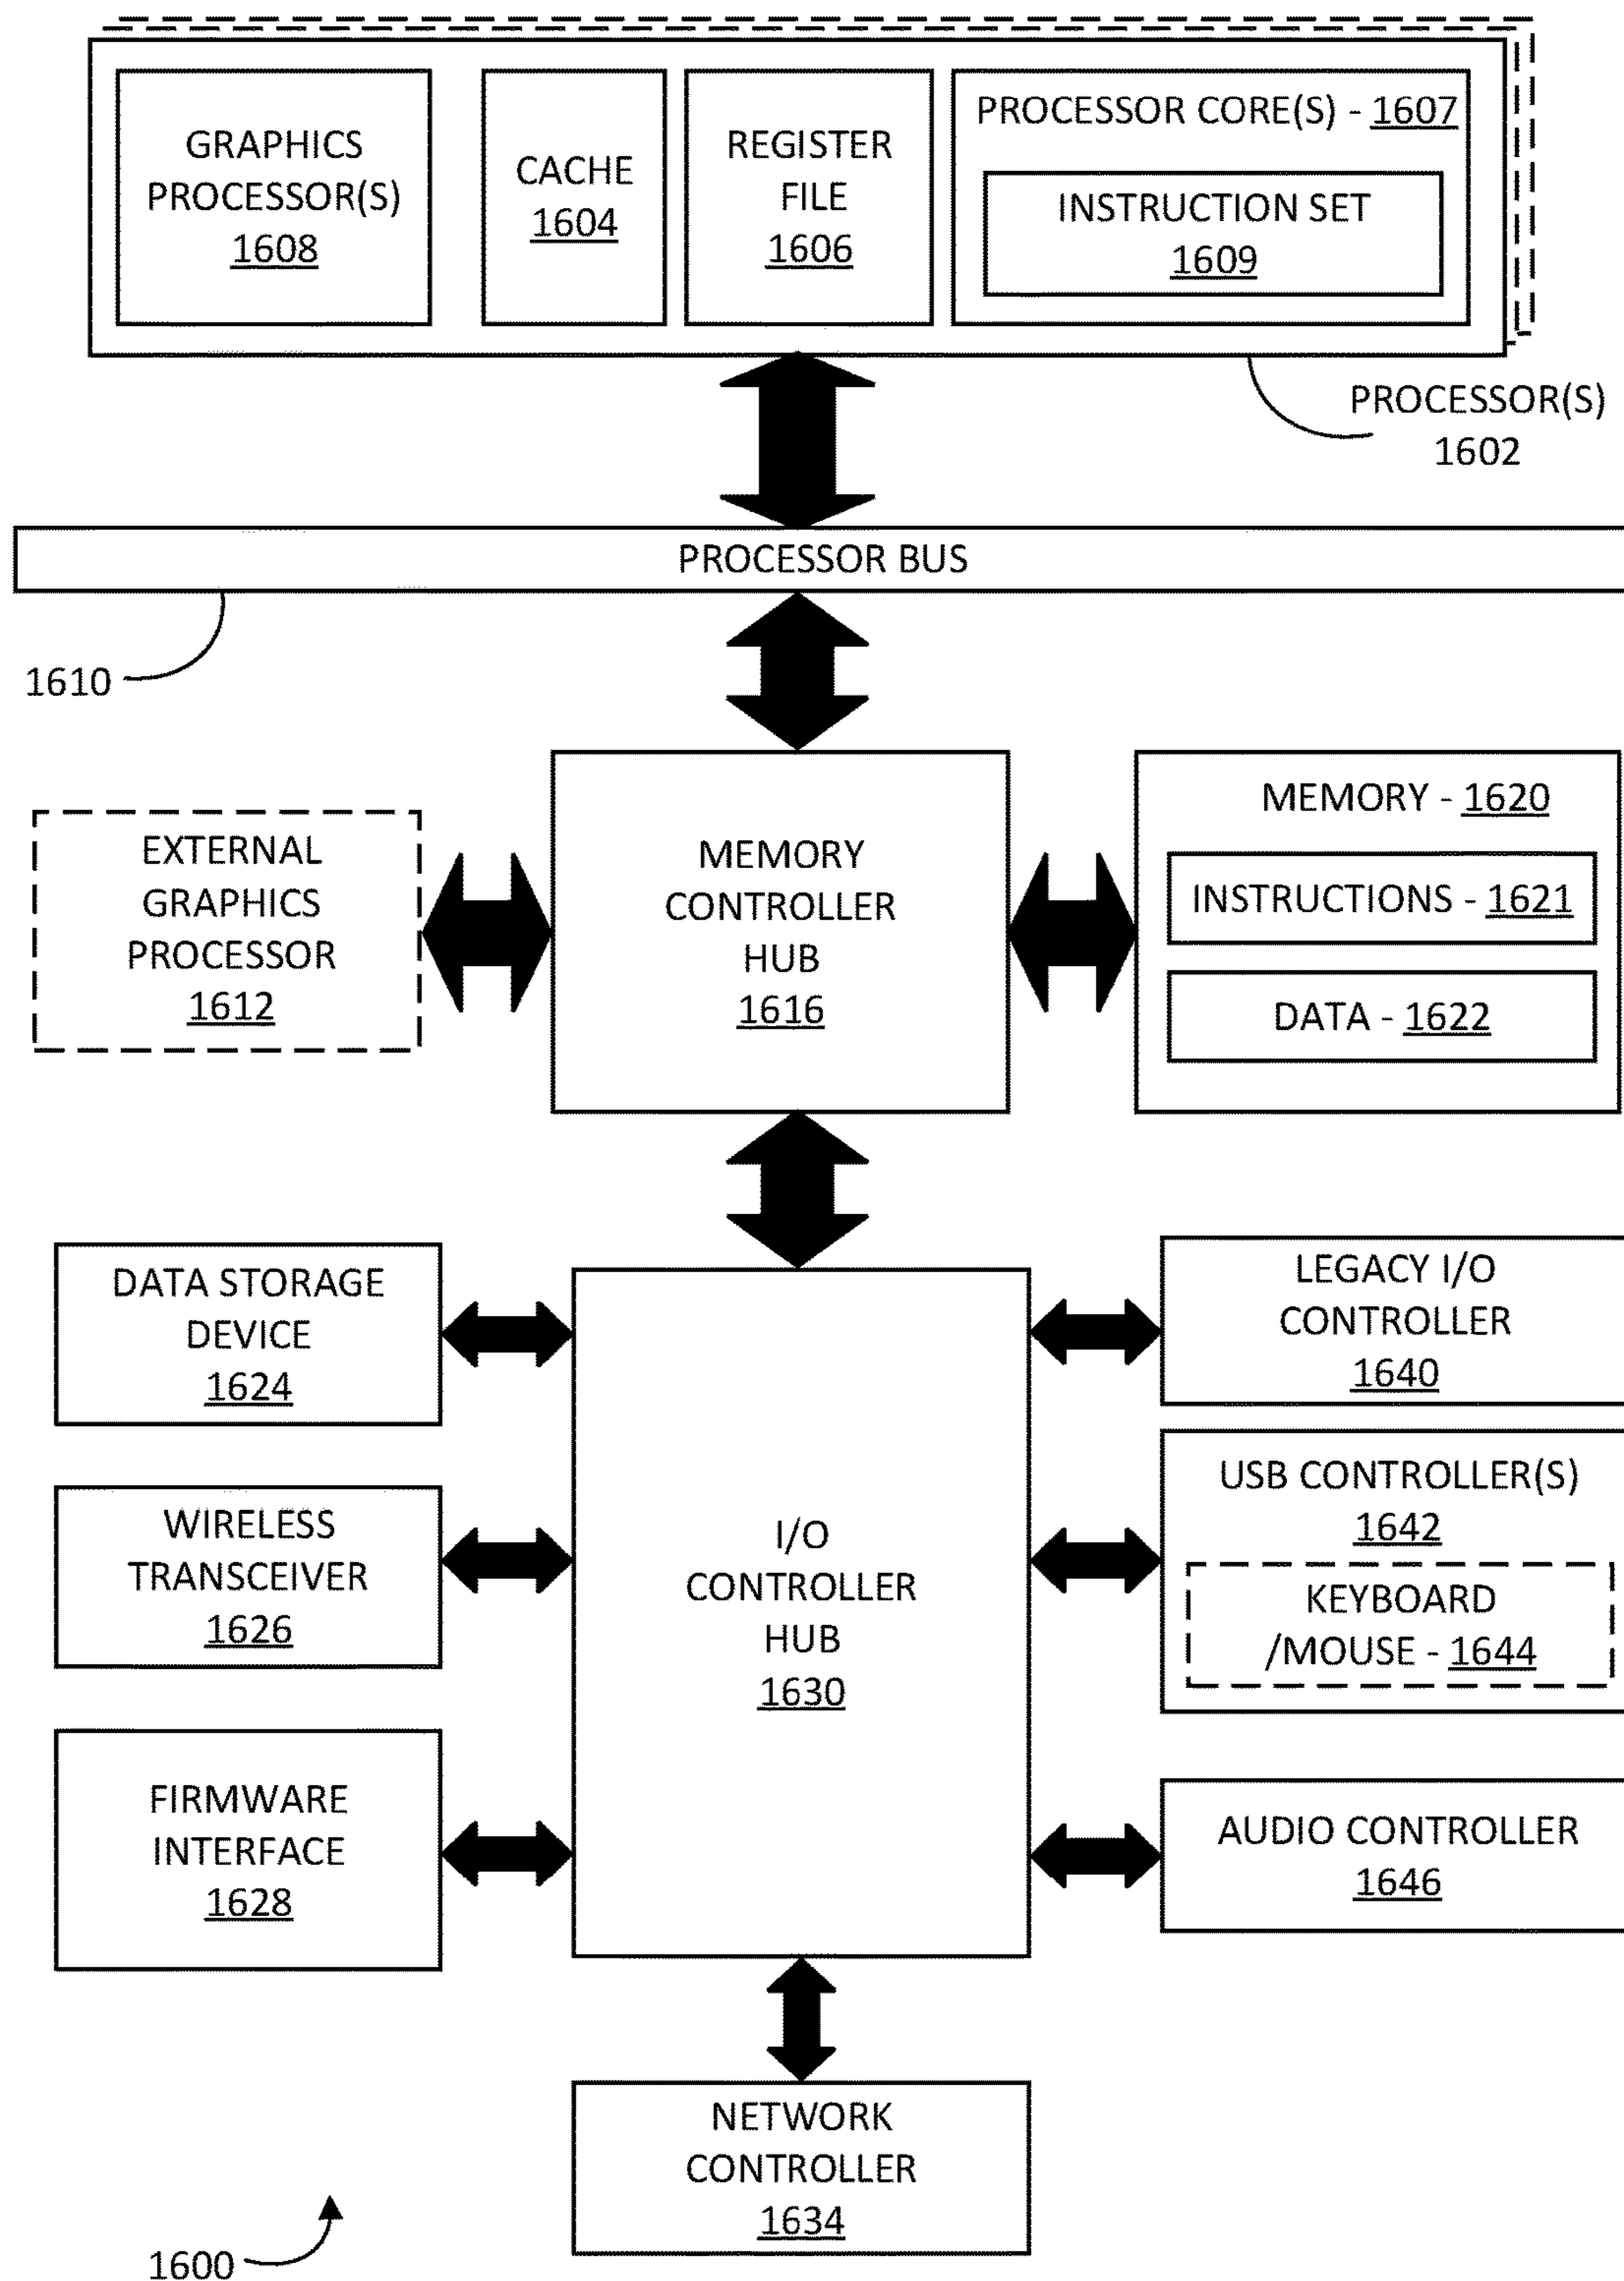 GRAPHICS
PROCESSOR(S)
1608
CACHE
1604
REGISTER
FILE
1606
PROCESSOR CORE(S) - 1607
INSTRUCTION SET
1609
PROCESSOR(S)
1602
PROCESSOR BUS
1610
EXTERNAL
GRAPHICS
PROCESSOR
1612
MEMORY
CONTROLLER
HUB
1616
MEMORY - 1620
INSTRUCTIONS - 1621
DATA - 1622
DATA STORAGE
DEVICE
1624
WIRELESS
TRANSCEIVER
1626
FIRMWARE
INTERFACE
1628
I/O
CONTROLLER
HUB
1630
LEGACY I/O
CONTROLLER
1640
USB CONTROLLER(S)
1642
KEYBOARD
/MOUSE - 1644
AUDIO CONTROLLER
1646
NETWORK
CONTROLLER
1634
1600